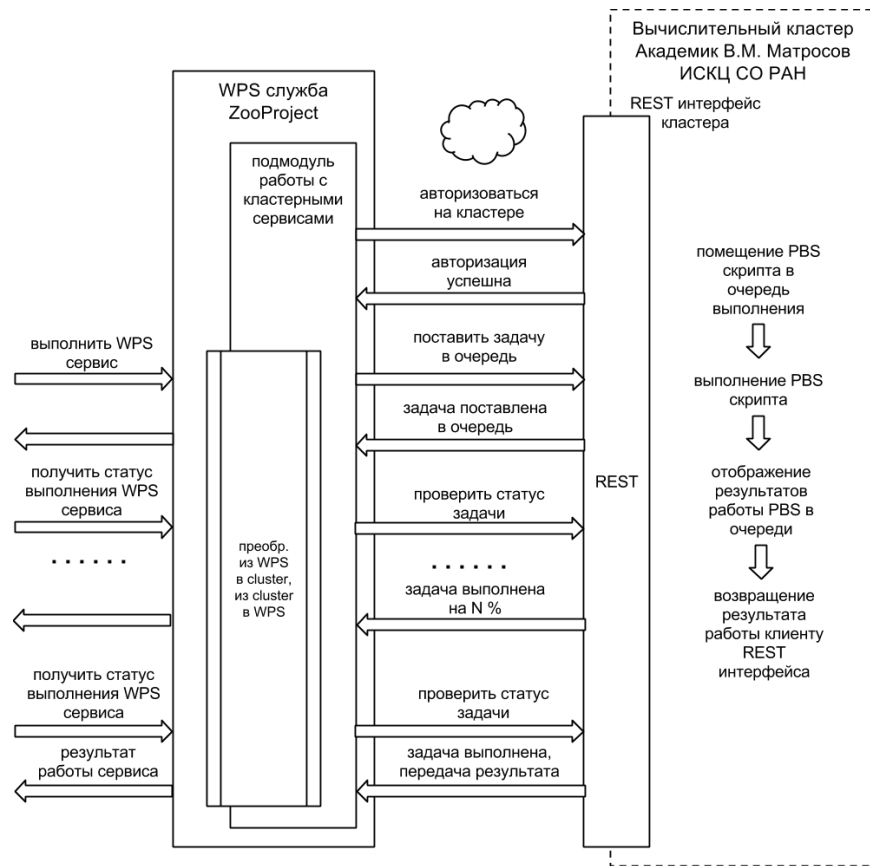 Вычислительный кластер
Академик В.М. Матросов
ИСКЦ СО РАН
REST интерфейс
кластера
WPS служба
ZooProject
подмодуль
работы с
кластерными
сервисами
авторизоваться
на кластере
авторизация
успешна
помещение PBS
скрипта в
очередь
выполнения
выполнить WPS
сервис
поставить задачу
в очередь
выполнение PBS
скрипта
задача поставлена
в очередь
получить статус
выполнения WPS
сервиса
проверить статус
задачи
REST
отображение
результатов
работы PBS в
очереди
. . . . . .
. . . . . .
преобр.
из WPS
в cluster,
из cluster
в WPS
задача выполнена
на N %
возвращение
результата
работы клиенту
REST
интерфейса
получить статус
выполнения WPS
сервиса
проверить статус
задачи
результат
работы сервиса
задача выполнена,
передача результата